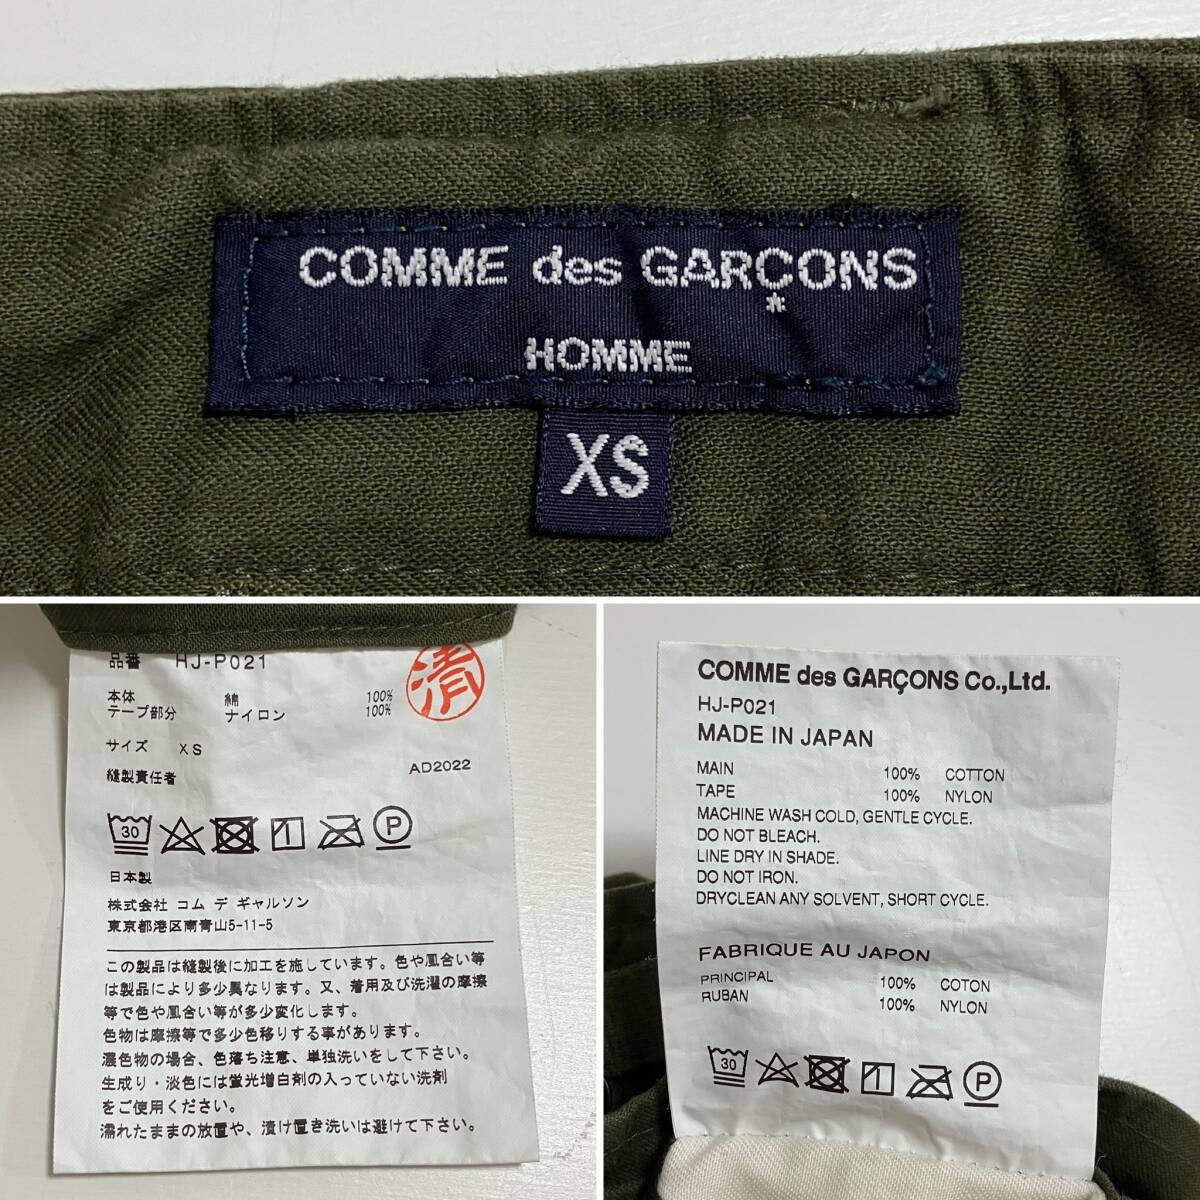 COMME des GARÇONS
HOMME
XS
品番 HJ-P021
清
本体 綿 100%
テープ部分 ナイロン 100%
サイズ XS
縫製責任者
AD2022
30 P
日本製
株式会社 コム デ ギャルソン
東京都港区南青山5-11-5
この製品は縫製後に加工を施しています。色や風合い等
は製品により多少異なります。又、着用及び洗濯の摩擦
等で色や風合い等が多少変化します。
色物は摩擦等で多少色移りする事があります。
濃色物の場合、色落ち注意、単独洗いをして下さい。
生成り・淡色には蛍光増白剤の入っていない洗剤
をご使用ください。
濡れたままの放置や、漬け置き洗いは避けて下さい。
COMME des GARÇONS Co.,Ltd.
HJ-P021
MADE IN JAPAN
MAIN 100% COTTON
TAPE 100% NYLON
MACHINE WASH COLD, GENTLE CYCLE.
DO NOT BLEACH.
LINE DRY IN SHADE.
DO NOT IRON.
DRYCLEAN ANY SOLVENT, SHORT CYCLE.
FABRIQUE AU JAPON
PRINCIPAL 100% COTON
RUBAN 100% NYLON
30 P